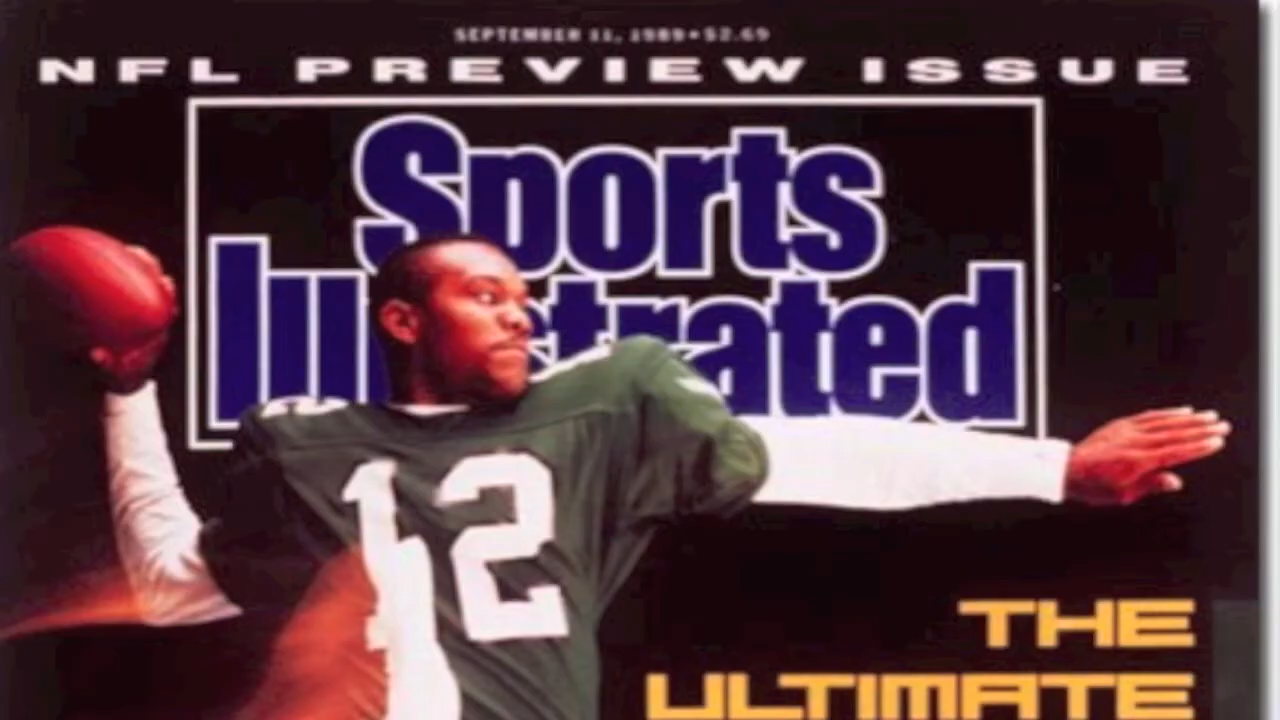 SEPTEMBER 11, 1989 • $2.69
NFL PREVIEW ISSUE
Sports
Illustrated
12
THE
ULTIMATE